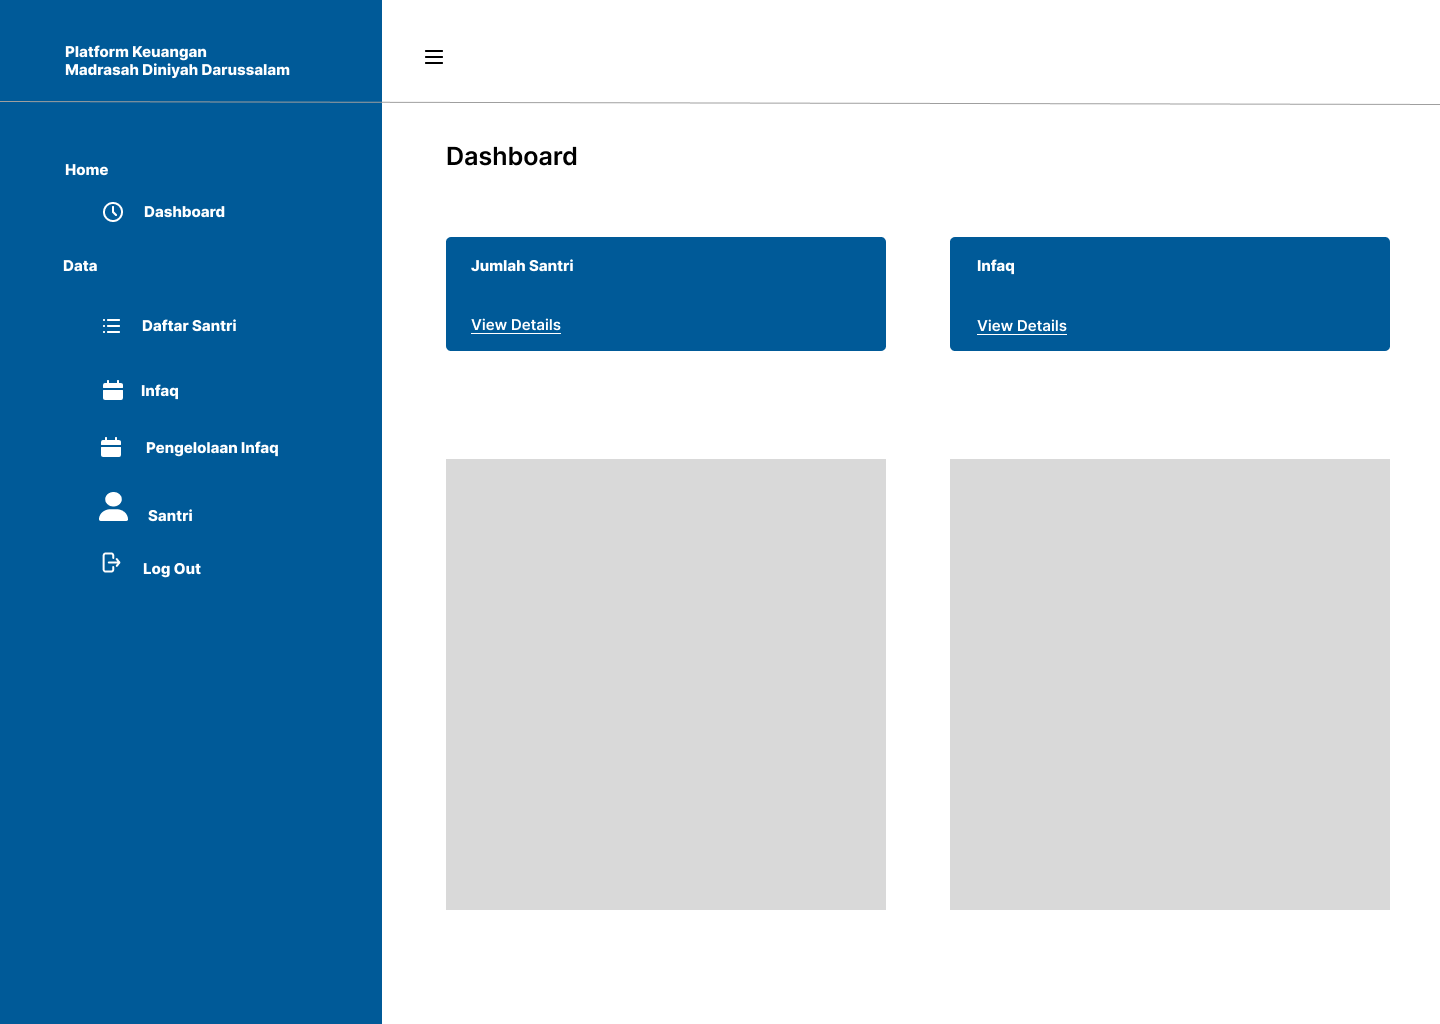 Platform Keuangan
Madrasah Diniyah Darussalam
Home
Dashboard
Data
Daftar Santri
Infaq
Pengelolaan Infaq
Santri
Log Out
Dashboard
Jumlah Santri
View Details
Infaq
View Details